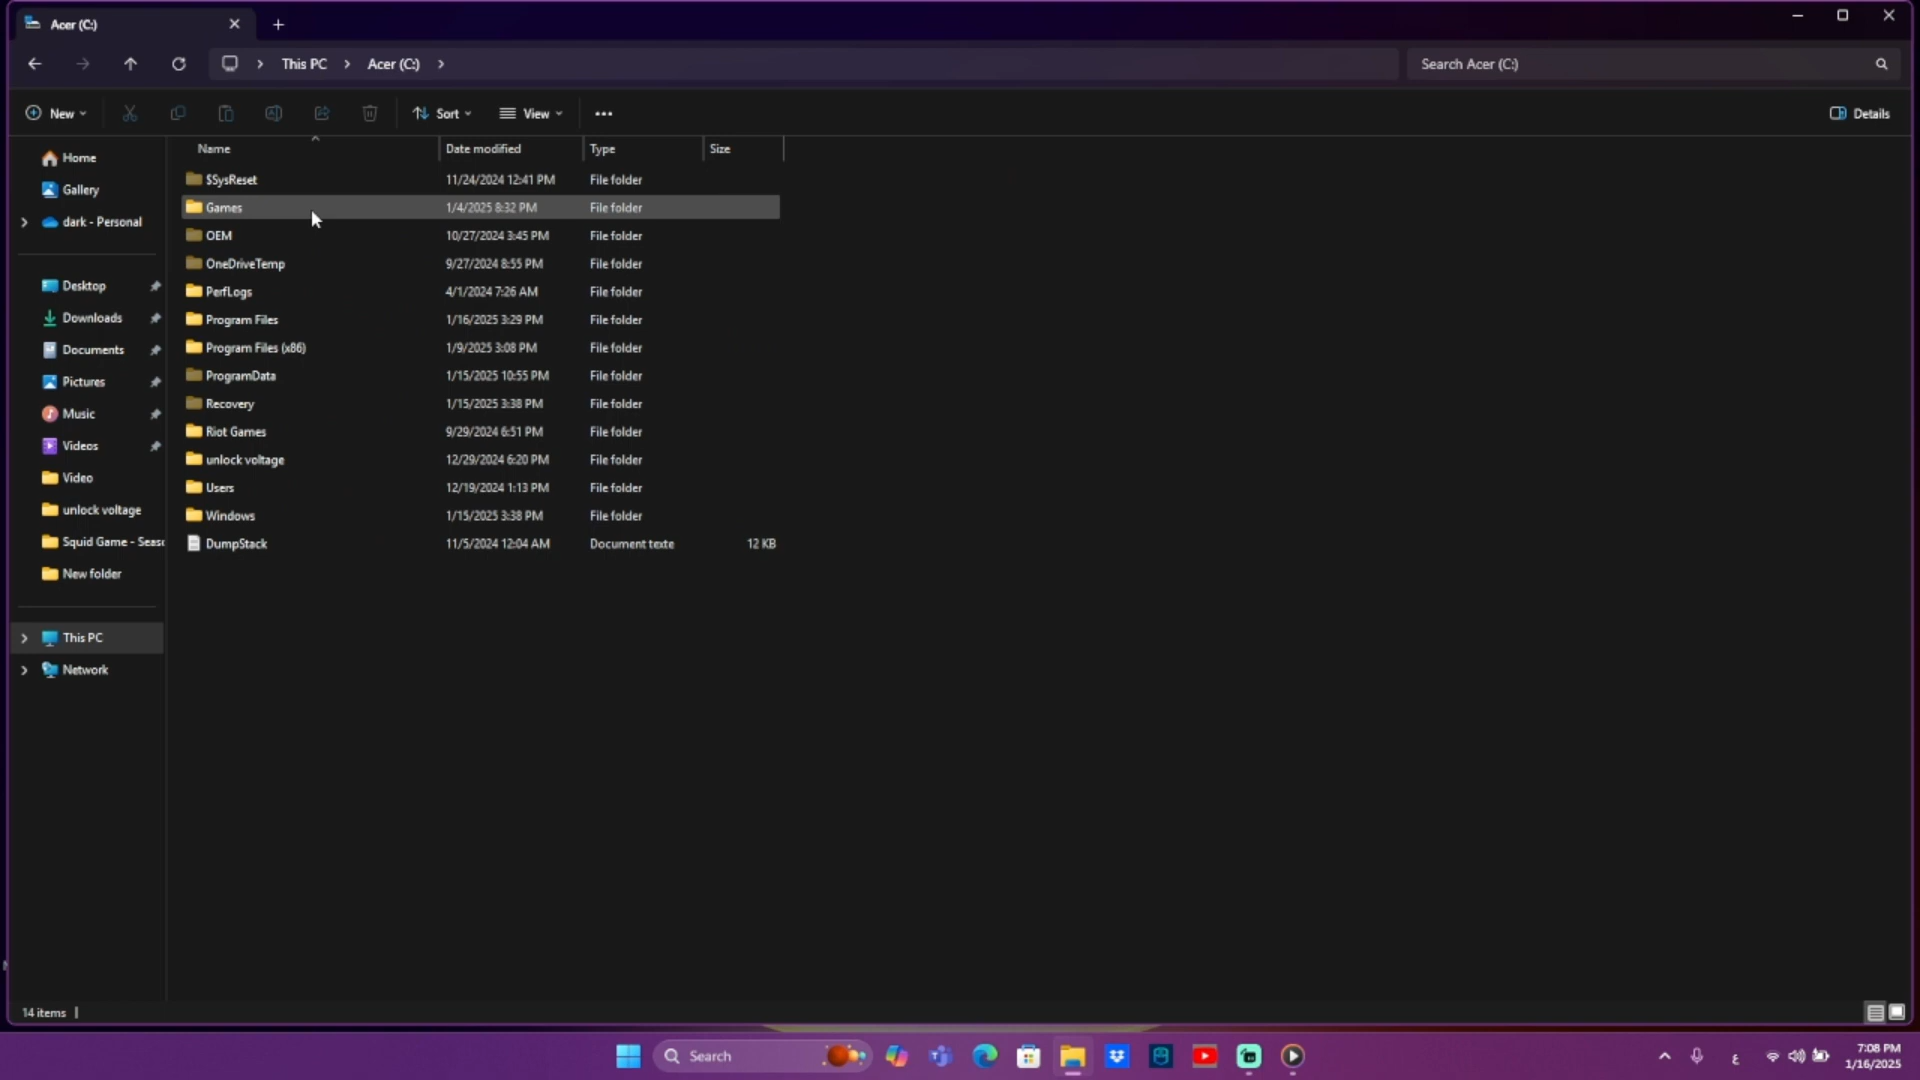 Acer (C:)
This PC > Acer (C:) >
Search Acer (C:)
New
Sort
View
Details
Name Date modified Type Size
$SysReset 11/24/2024 12:41 PM File folder
Games 1/4/2025 8:32 PM File folder
OEM 10/27/2024 3:45 PM File folder
OneDriveTemp 9/27/2024 8:55 PM File folder
PerfLogs 4/1/2024 7:26 AM File folder
Program Files 1/16/2025 3:29 PM File folder
Program Files (x86) 1/9/2025 3:08 PM File folder
ProgramData 1/15/2025 10:55 PM File folder
Recovery 1/15/2025 3:38 PM File folder
Riot Games 9/29/2024 6:51 PM File folder
unlock voltage 12/29/2024 6:20 PM File folder
Users 12/19/2024 1:13 PM File folder
Windows 1/15/2025 3:38 PM File folder
DumpStack 11/5/2024 12:04 AM Document texte 12 KB
Home
Gallery
dark - Personal
Desktop
Downloads
Documents
Pictures
Music
Videos
Video
unlock voltage
Squid Game - Seaso
New folder
This PC
Network
14 items
Search
ع
7:08 PM
1/16/2025